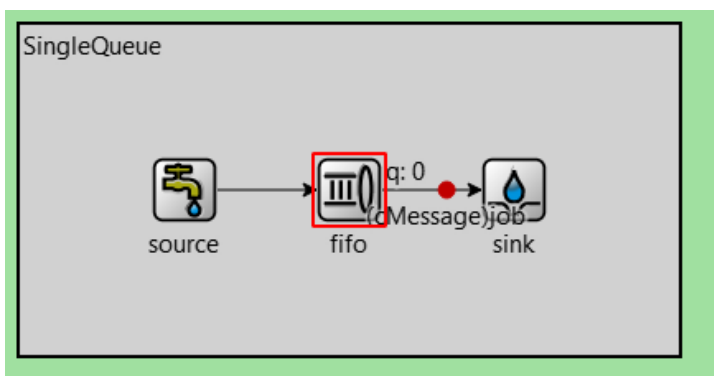 SingleQueue
q: 0
(cMessage)job
source
fifo
sink